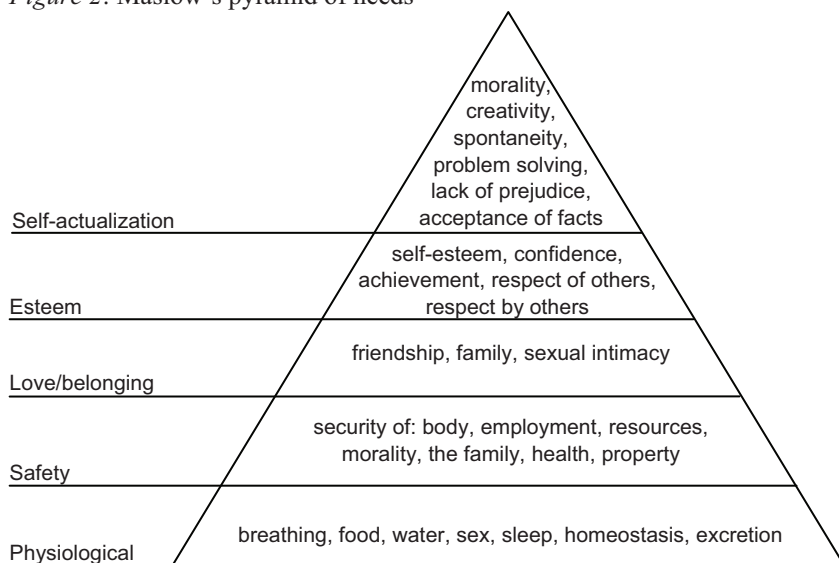 Figure 2. Maslow's pyramid of needs
morality,
creativity,
spontaneity,
problem solving,
lack of prejudice,
acceptance of facts
Self-actualization
self-esteem, confidence,
achievement, respect of others,
respect by others
Esteem
friendship, family, sexual intimacy
Love/belonging
security of: body, employment, resources,
morality, the family, health, property
Safety
breathing, food, water, sex, sleep, homeostasis, excretion
Physiological